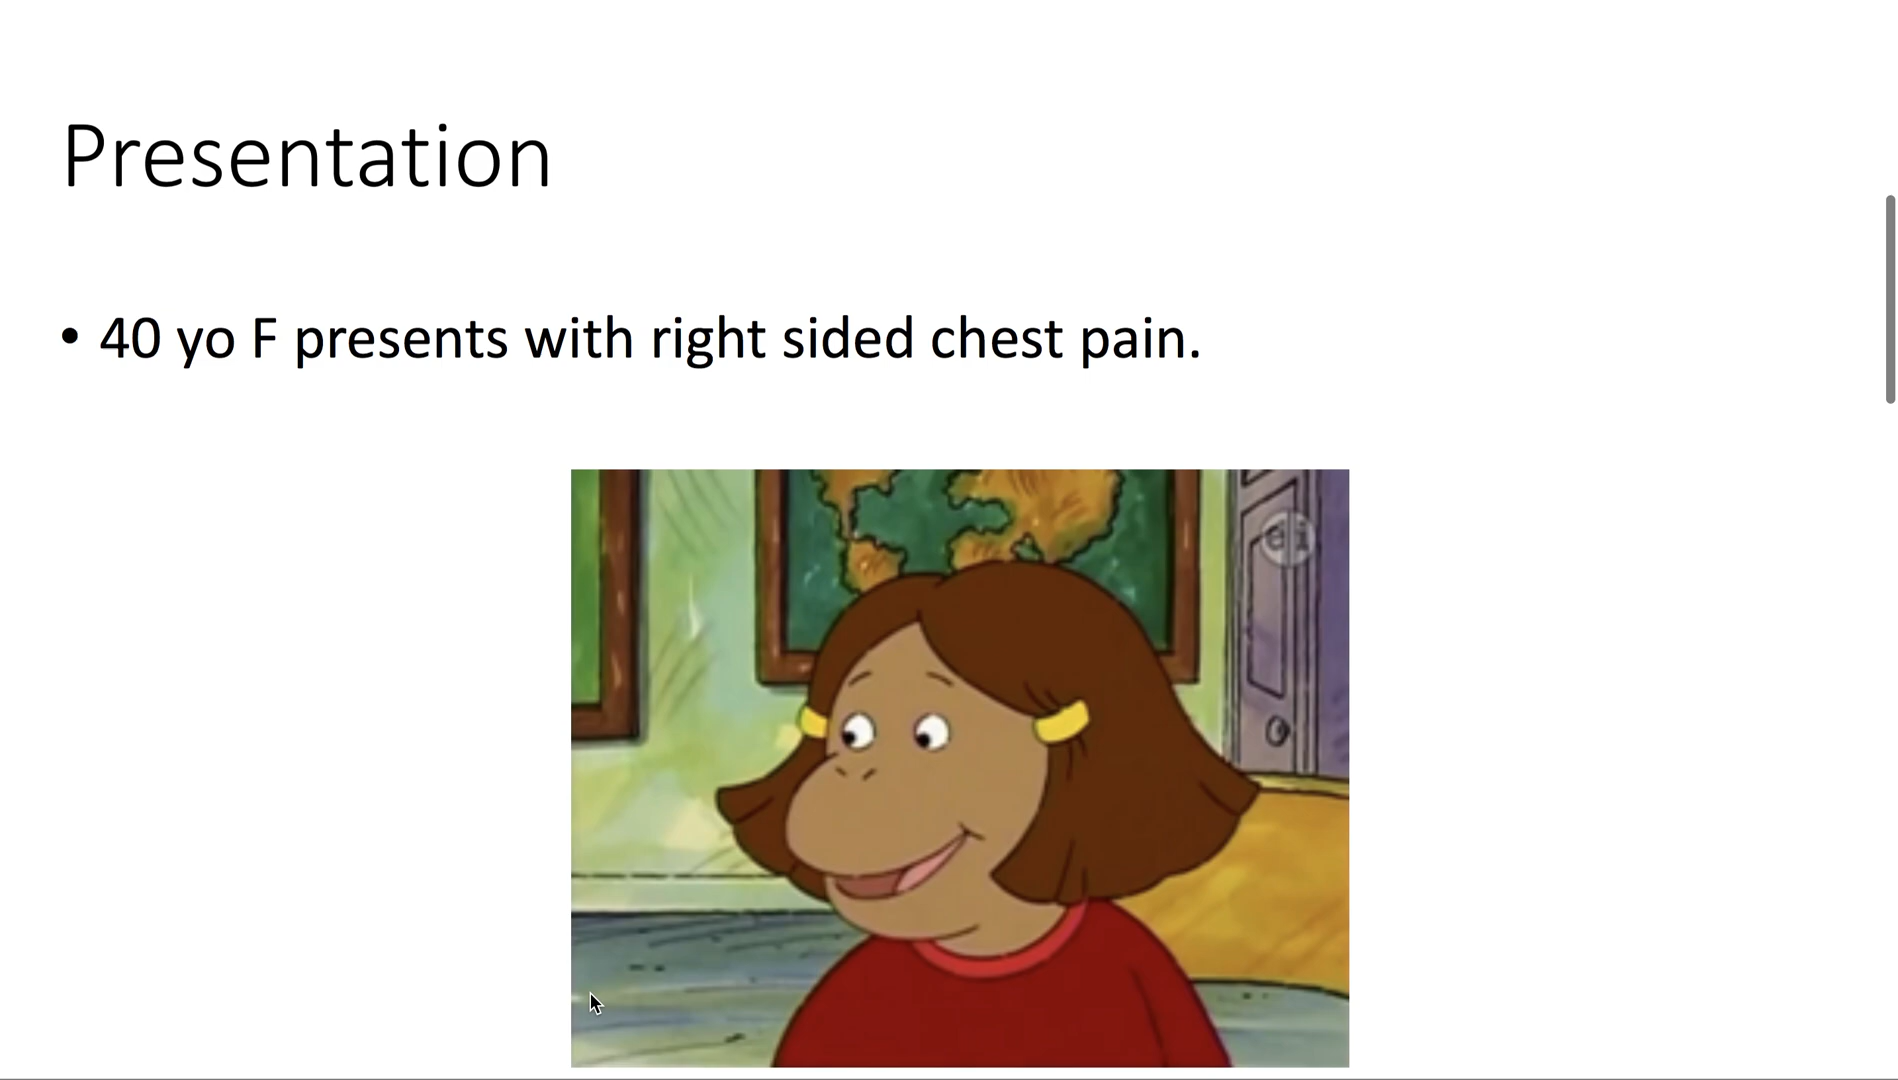 Presentation
• 40 yo F presents with right sided chest pain.